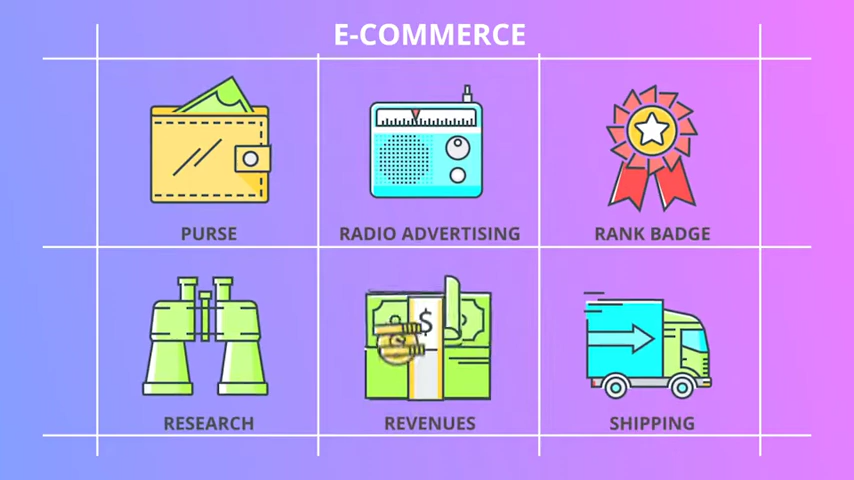 E-COMMERCE
PURSE
RADIO ADVERTISING
RANK BADGE
$
RESEARCH
REVENUES
SHIPPING